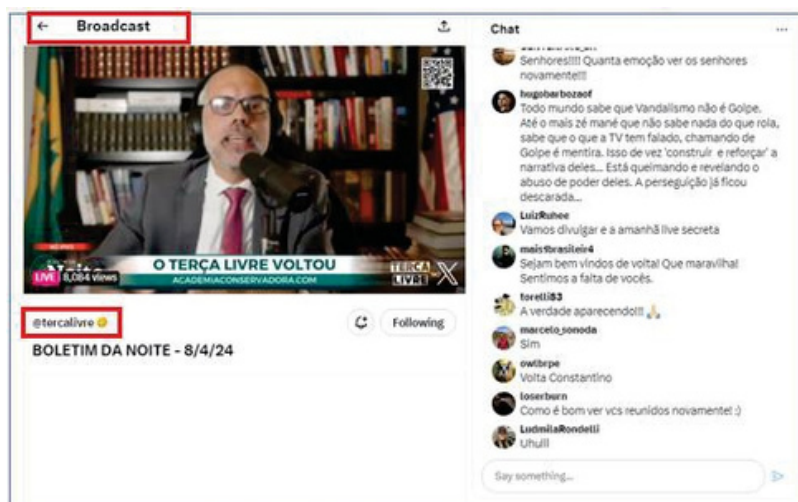 ← Broadcast
LIVE 8,084 views
O TERÇA LIVRE VOLTOU
ACADEMIACONSERVADORA.COM
TERÇA
LIVRE X
@tercalivre
Following
BOLETIM DA NOITE - 8/4/24
Chat
...
Senhores!!!! Quanta emoção ver os senhores
novamente!!!
hugobarbozaof
Todo mundo sabe que Vandalismo não é Golpe.
Até o mais zé mané que não sabe nada do que rola,
sabe que o que a TV tem falado, chamando de
Golpe é mentira. Isso de vez 'construir e reforçar' a
narrativa deles... Está queimando e revelando o
abuso de poder deles. A perseguição já ficou
descarada...
LuizRuhee
Vamos divulgar e a amanhã live secreta
mais1brasileir4
Sejam bem vindos de volta! Que maravilha!
Sentimos a falta de vocês.
torelli83
A verdade aparecendo!!! 🙏
marcelo_sonoda
Sim
owlbrpe
Volta Constantino
loserburn
Como é bom ver vcs reunidos novamente! :)
LudmilaRondelli
Uhulll
Say something...